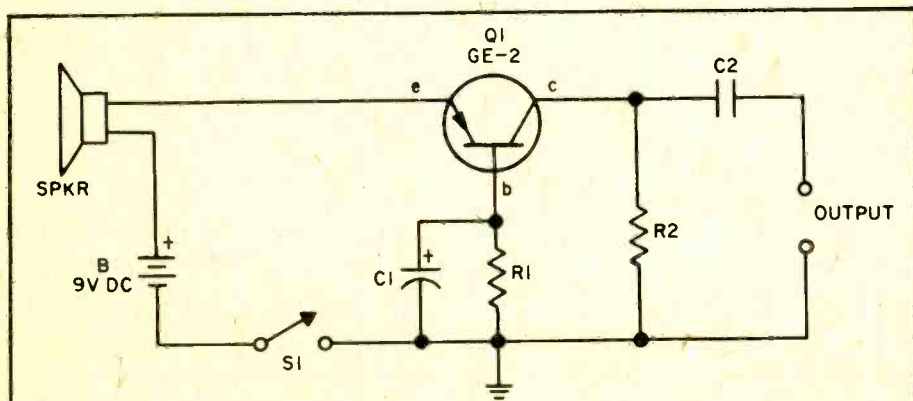 Q1
GE-2
e
c
C2
SPKR
b
B
+
9V DC
+
C1
R1
R2
OUTPUT
S1